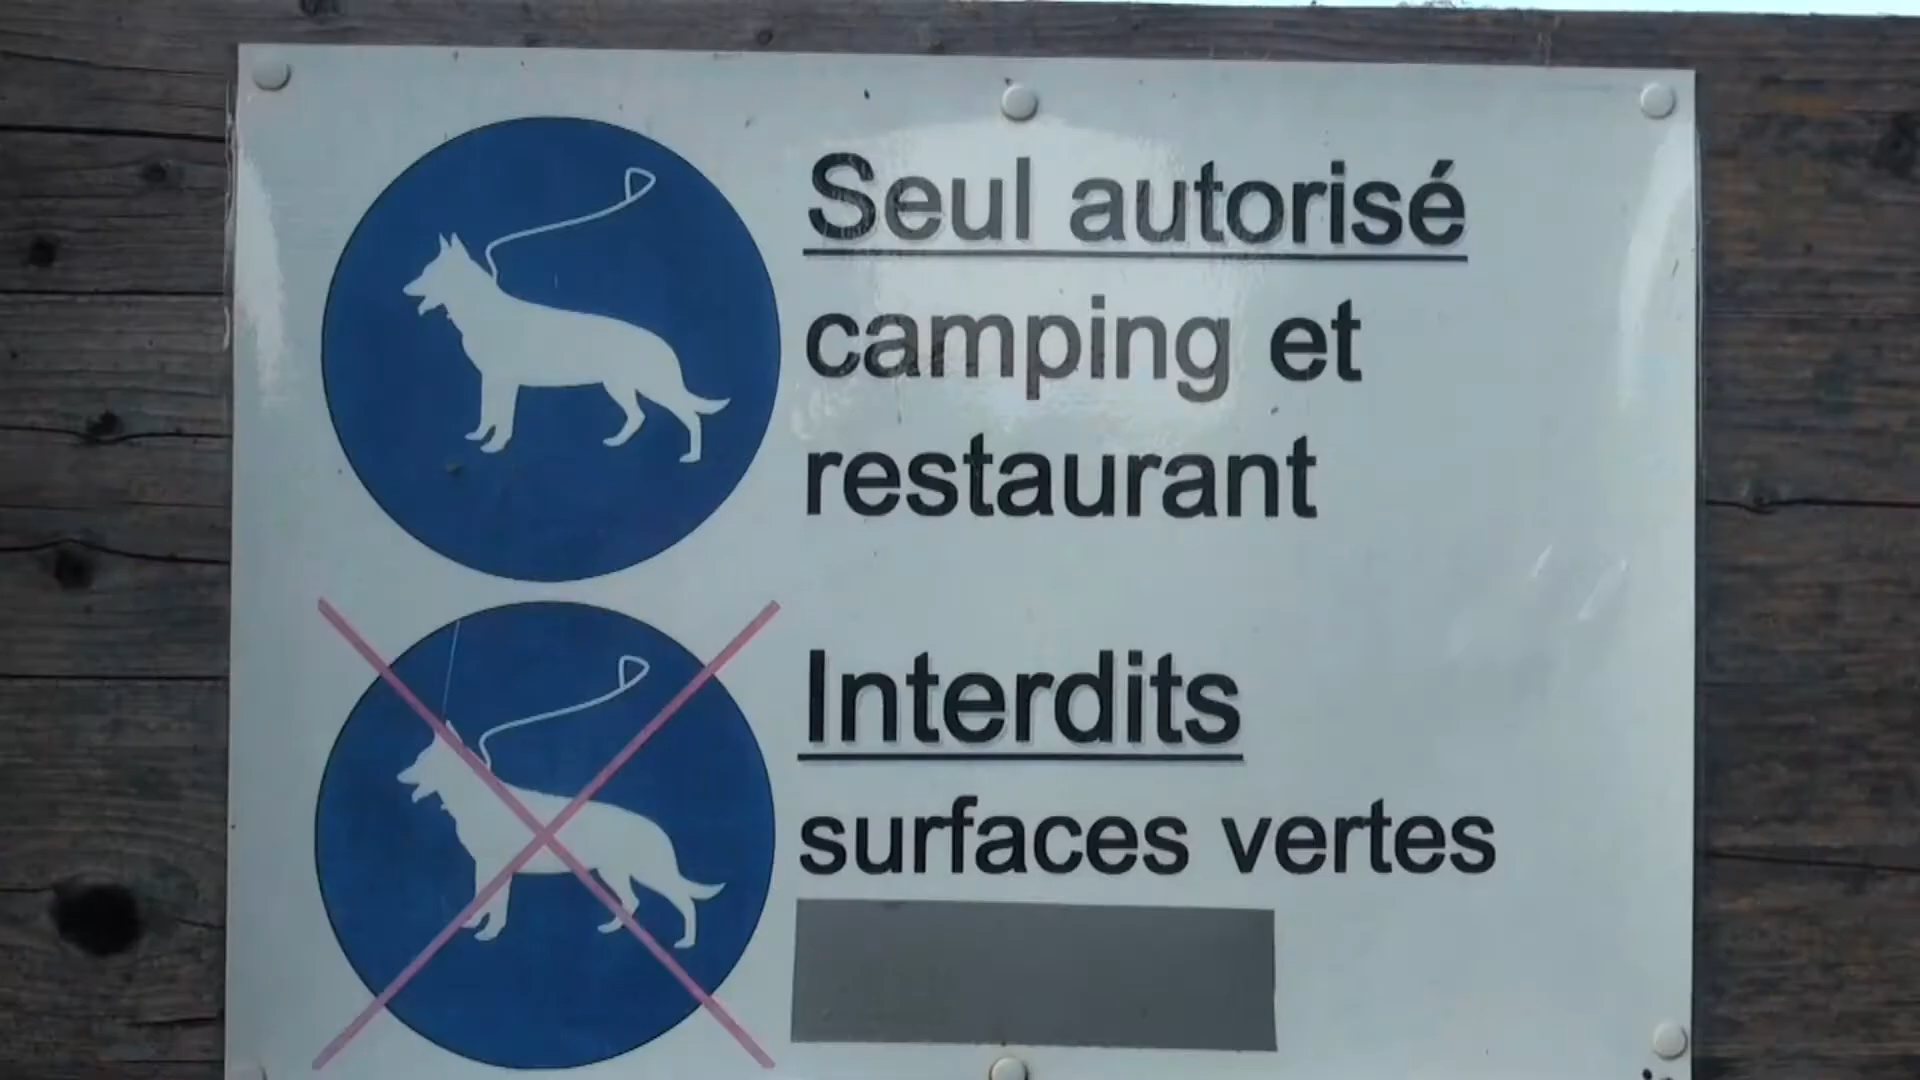 Seul autorisé
camping et
restaurant
Interdits
surfaces vertes